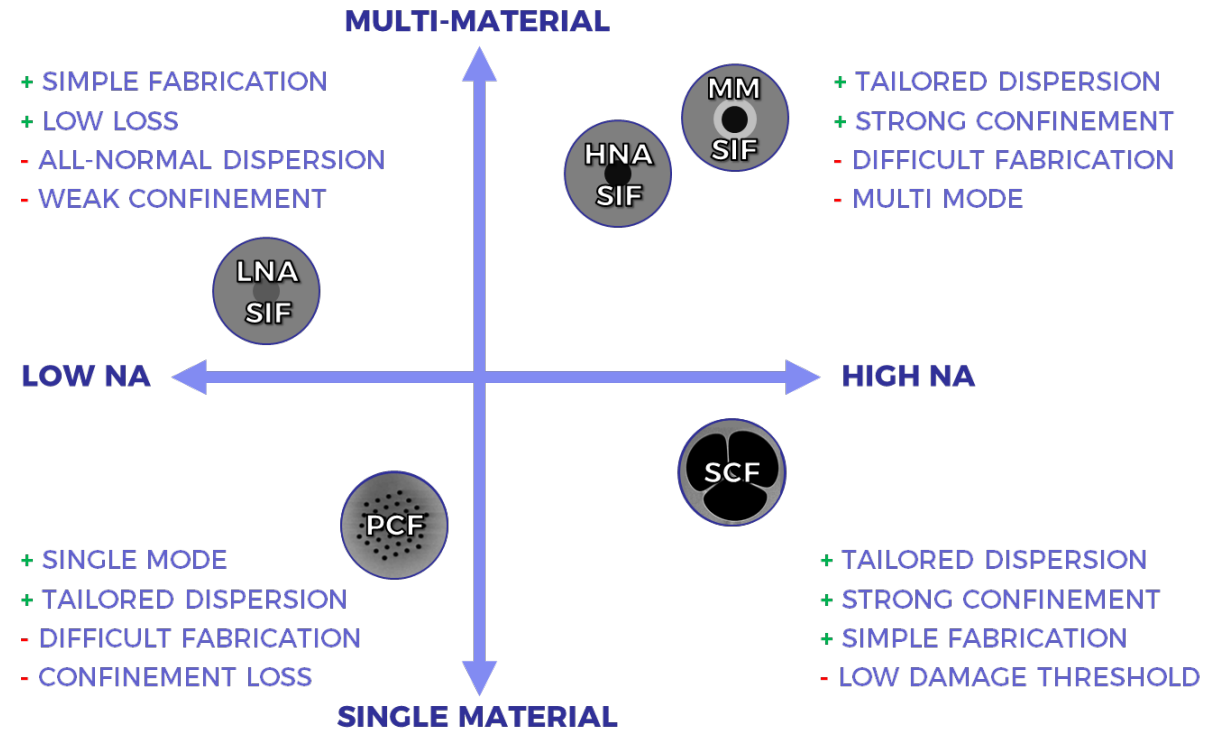 MULTI-MATERIAL
+ SIMPLE FABRICATION
+ LOW LOSS
- ALL-NORMAL DISPERSION
- WEAK CONFINEMENT
MM
SIF
HNA
SIF
+ TAILORED DISPERSION
+ STRONG CONFINEMENT
- DIFFICULT FABRICATION
- MULTI MODE
LNA
SIF
LOW NA
HIGH NA
PCF
SCF
+ SINGLE MODE
+ TAILORED DISPERSION
- DIFFICULT FABRICATION
- CONFINEMENT LOSS
+ TAILORED DISPERSION
+ STRONG CONFINEMENT
+ SIMPLE FABRICATION
- LOW DAMAGE THRESHOLD
SINGLE MATERIAL